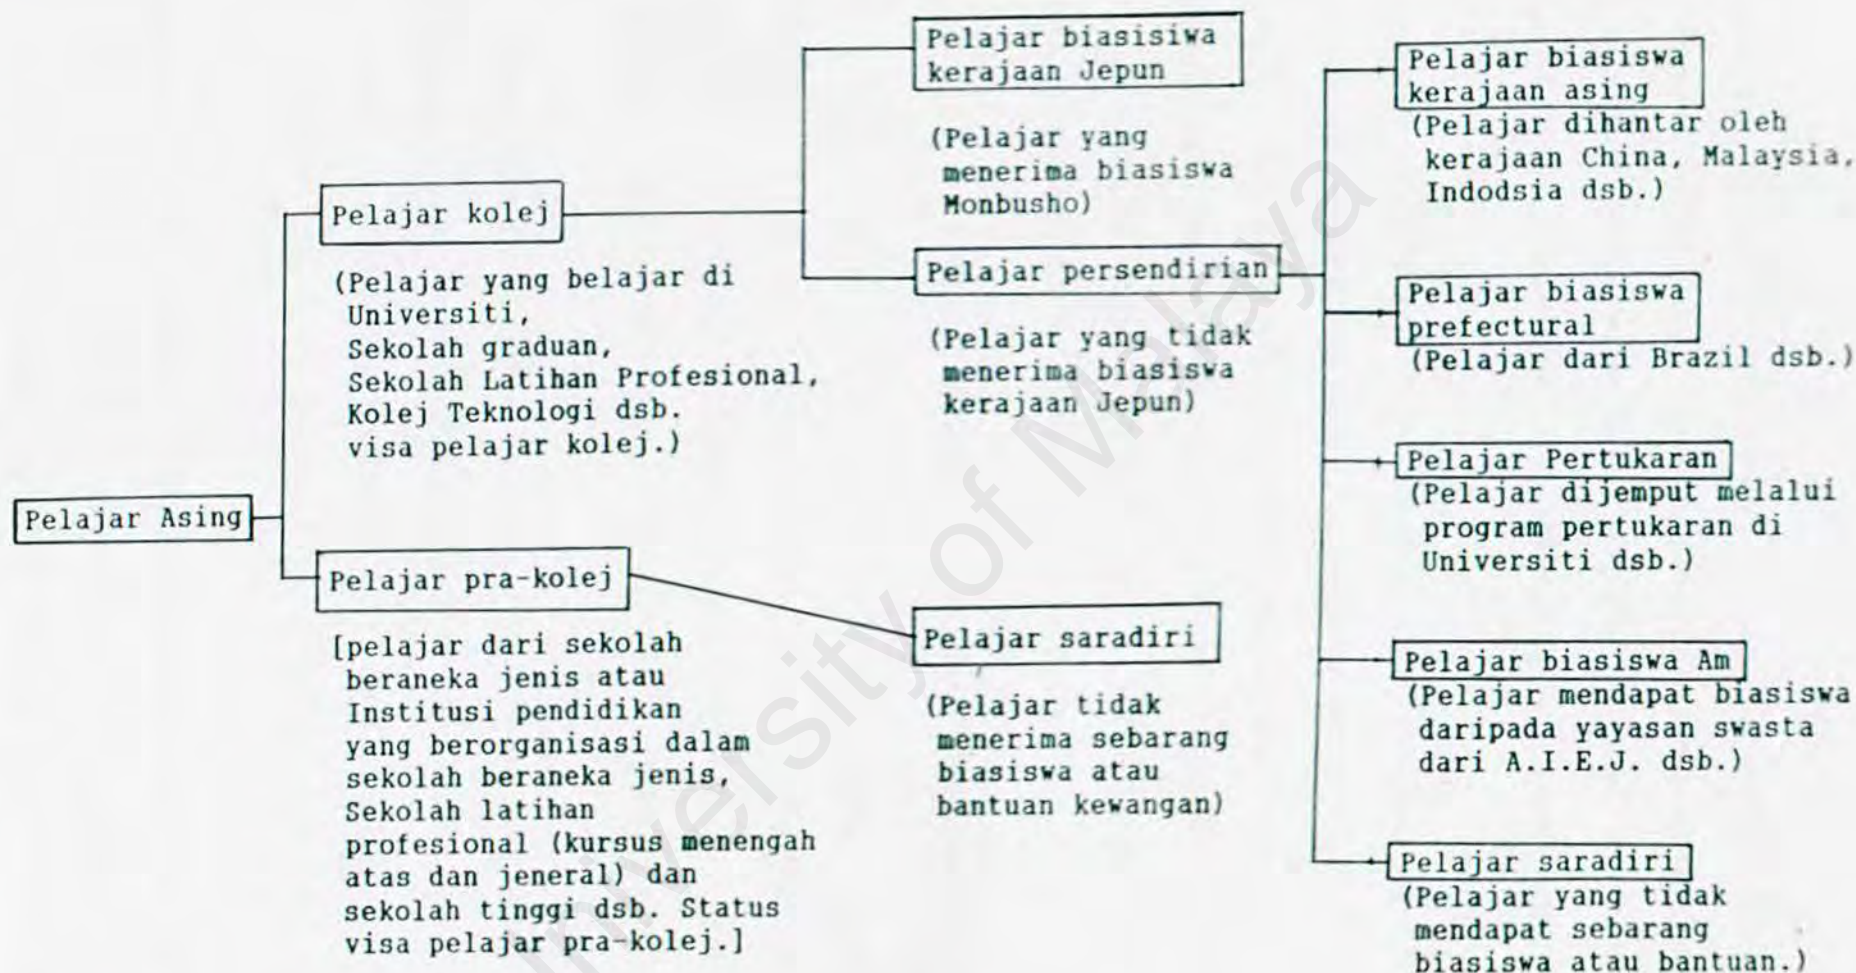 Pelajar Asing
Pelajar kolej
(Pelajar yang belajar di
Universiti,
Sekolah graduan,
Sekolah Latihan Profesional,
Kolej Teknologi dsb.
visa pelajar kolej.)
Pelajar pra-kolej
[pelajar dari sekolah
beraneka jenis atau
Institusi pendidikan
yang berorganisasi dalam
sekolah beraneka jenis,
Sekolah latihan
profesional (kursus menengah
atas dan jeneral) dan
sekolah tinggi dsb. Status
visa pelajar pra-kolej.]
Pelajar biasisiwa
kerajaan Jepun
(Pelajar yang
menerima biasiswa
Monbusho)
Pelajar persendirian
(Pelajar yang tidak
menerima biasiswa
kerajaan Jepun)
Pelajar saradiri
(Pelajar tidak
menerima sebarang
biasiswa atau
bantuan kewangan)
Pelajar biasiswa
kerajaan asing
(Pelajar dihantar oleh
kerajaan China, Malaysia,
Indodsia dsb.)
Pelajar biasiswa
prefectural
(Pelajar dari Brazil dsb.)
Pelajar Pertukaran
(Pelajar dijemput melalui
program pertukaran di
Universiti dsb.)
Pelajar biasiswa Am
(Pelajar mendapat biasiswa
daripada yayasan swasta
dari A.I.E.J. dsb.)
Pelajar saradiri
(Pelajar yang tidak
mendapat sebarang
biasiswa atau bantuan.)
University of Malaya